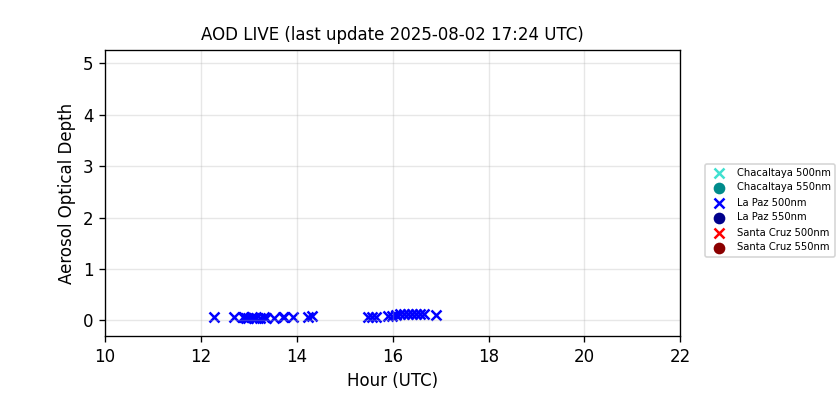 AOD LIVE (last update 2025-08-02 17:24 UTC)
5
4
3
2
1
0
Aerosol Optical Depth
10 12 14 16 18 20 22
Hour (UTC)
Chacaltaya 500nm
Chacaltaya 550nm
La Paz 500nm
La Paz 550nm
Santa Cruz 500nm
Santa Cruz 550nm